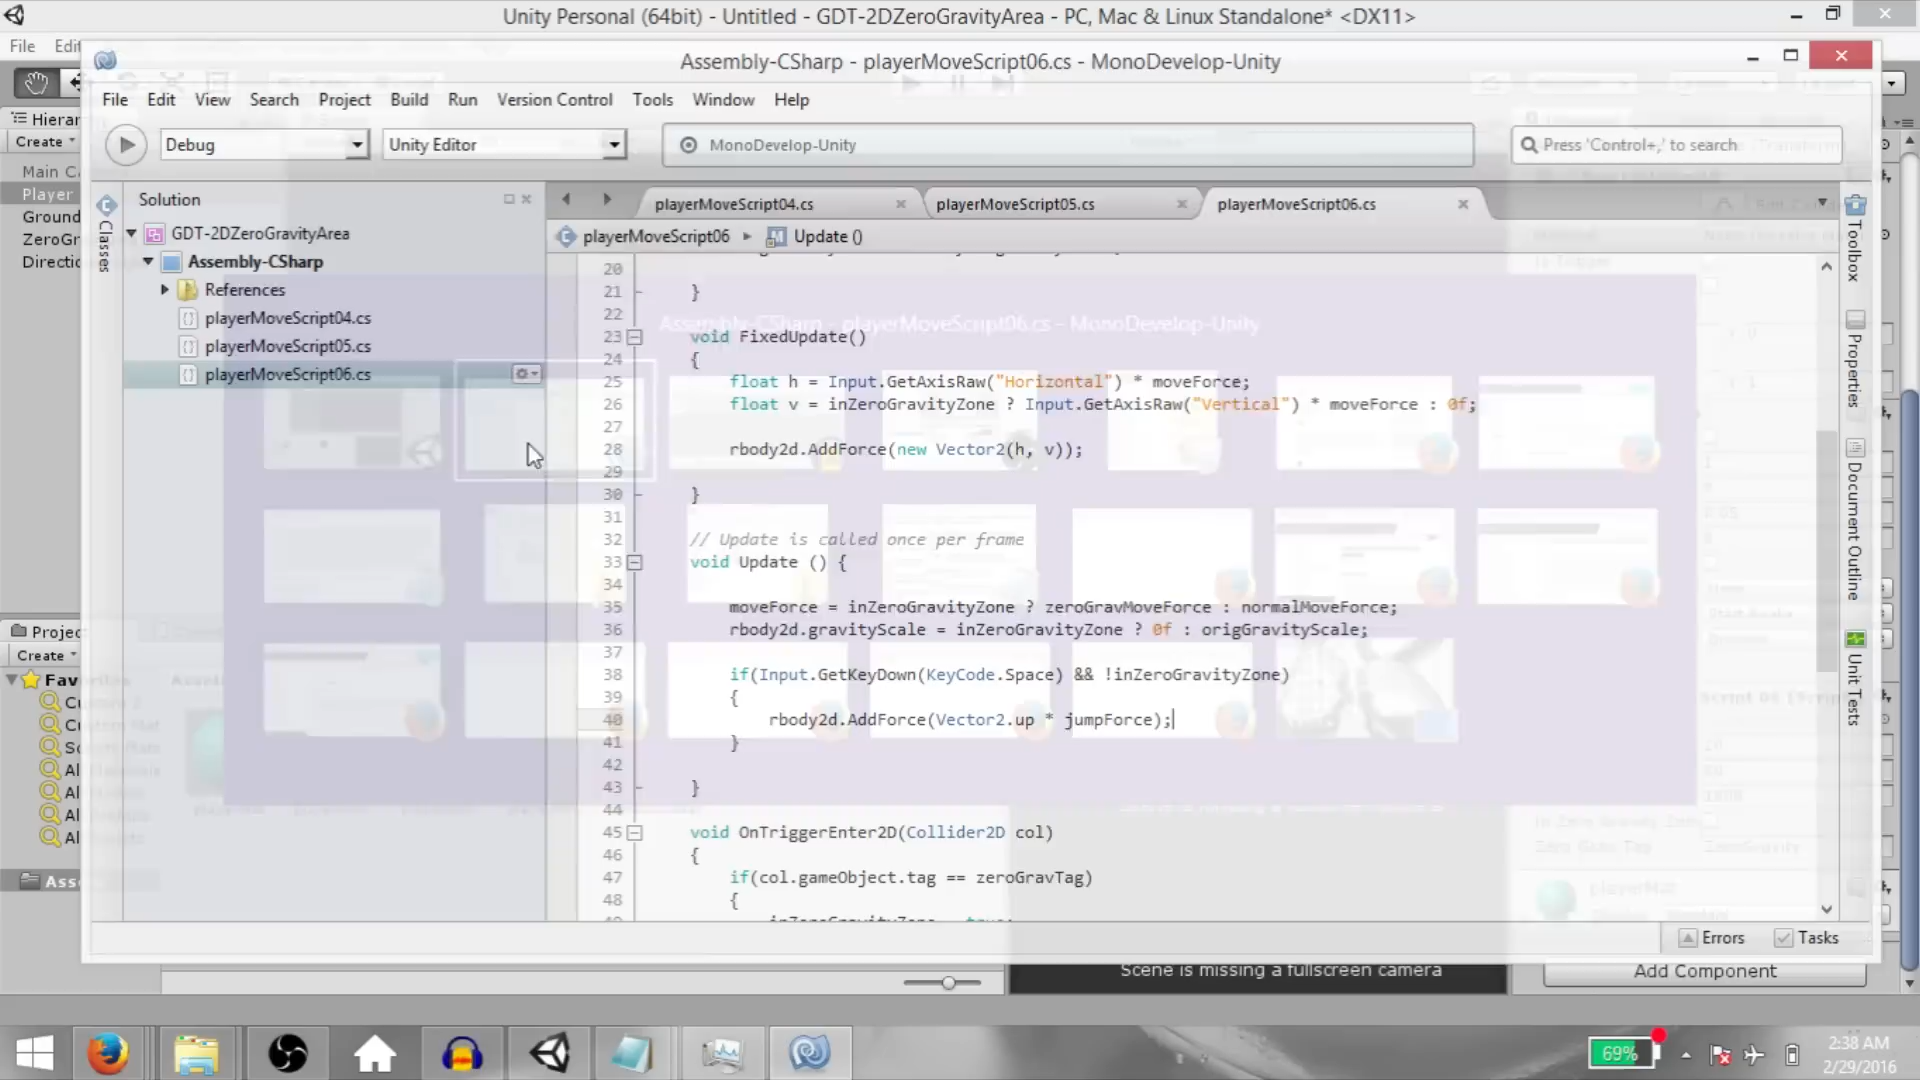 Unity Personal (64bit) - Untitled - GDT-2DZeroGravityArea - PC, Mac & Linux Standalone* <DX11>
File
Assembly-CSharp - playerMoveScript06.cs - MonoDevelop-Unity
File Edit View Search Project Build Run Version Control Tools Window Help
Debug Unity Editor MonoDevelop-Unity Press 'Control+,' to search
Create
Main
Player
Ground
Solution
playerMoveScript04.cs playerMoveScript05.cs playerMoveScript06.cs
Classes
GDT-2DZeroGravityArea
playerMoveScript06 Update ()
Assembly-CSharp
References
playerMoveScript04.cs
playerMoveScript05.cs
playerMoveScript06.cs
Assembly-CSharp - playerMoveScript06.cs - MonoDevelop-Unity
20
21 }
22
23 void FixedUpdate()
24 {
25 float h = Input.GetAxisRaw("Horizontal") * moveForce;
26 float v = inZeroGravityZone ? Input.GetAxisRaw("Vertical") * moveForce : 0f;
27
28 rbody2d.AddForce(new Vector2(h, v));
29
30 }
31
32 // Update is called once per frame
33 void Update () {
34
35 moveForce = inZeroGravityZone ? zeroGravMoveForce : normalMoveForce;
36 rbody2d.gravityScale = inZeroGravityZone ? 0f : origGravityScale;
37
38 if(Input.GetKeyDown(KeyCode.Space) && !inZeroGravityZone)
39 {
40 rbody2d.AddForce(Vector2.up * jumpForce);
41 }
42
43 }
44
45 void OnTriggerEnter2D(Collider2D col)
46 {
47 if(col.gameObject.tag == zeroGravTag)
48 {
Toolbox
Properties
Document Outline
Unit Tests
Create
Errors Tasks
Scene is missing a fullscreen camera
Add Component
69%
2:38 AM
2/29/2016